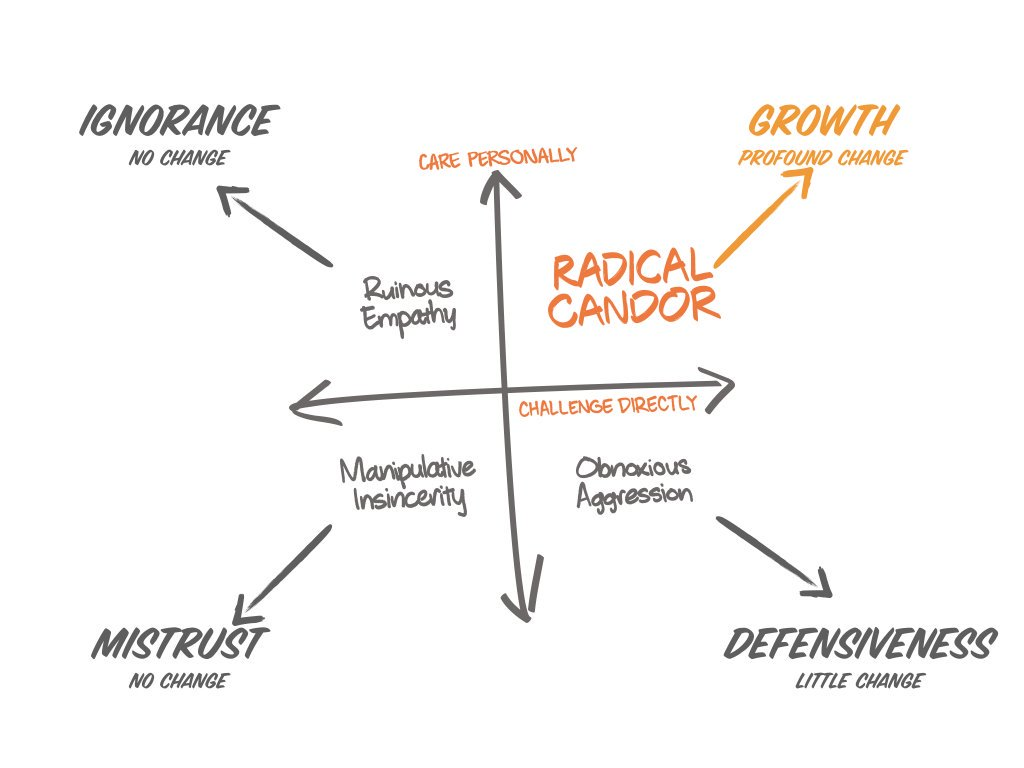 IGNORANCE
NO CHANGE
GROWTH
PROFOUND CHANGE
CARE PERSONALLY
Ruinous
Empathy
RADICAL
CANDOR
CHALLENGE DIRECTLY
Manipulative
Insincerity
Obnoxious
Aggression
MISTRUST
NO CHANGE
DEFENSIVENESS
LITTLE CHANGE